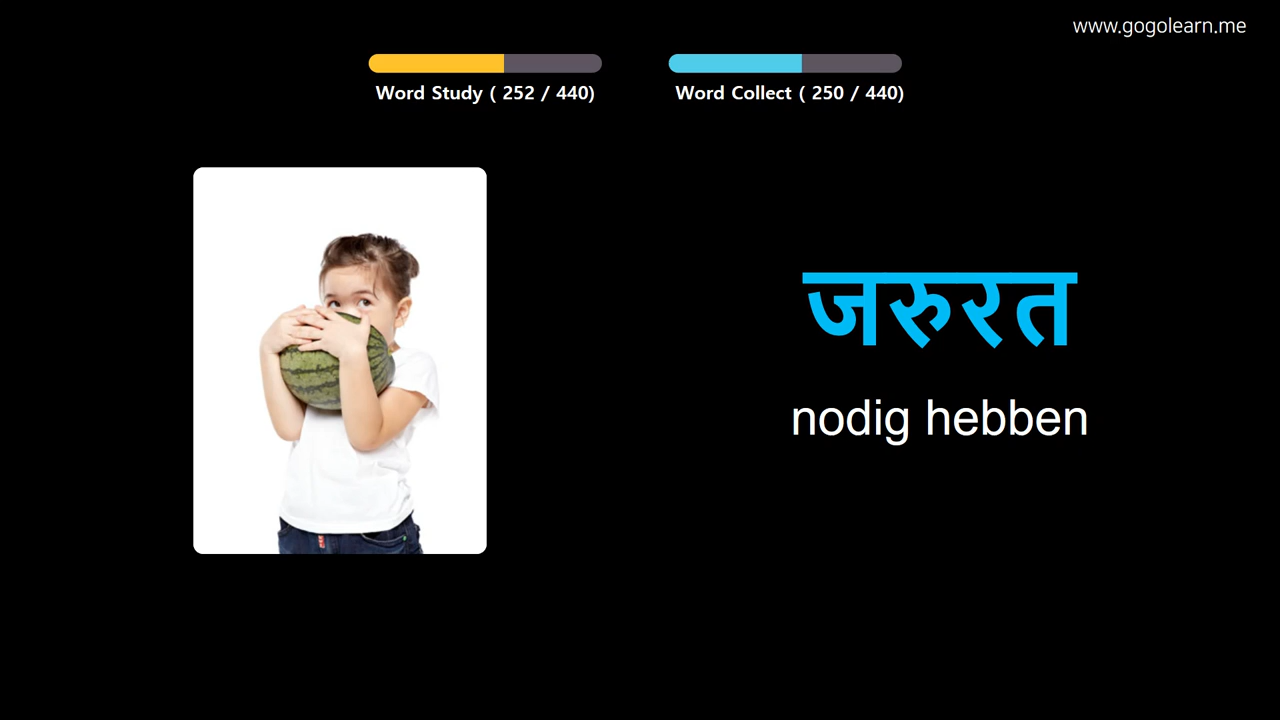 www.gogolearn.me
Word Study ( 252 / 440)
Word Collect ( 250 / 440)
जरुरत
nodig hebben